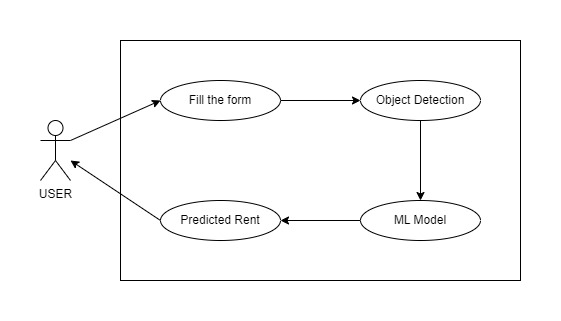 Fill the form
Object Detection
USER
Predicted Rent
ML Model